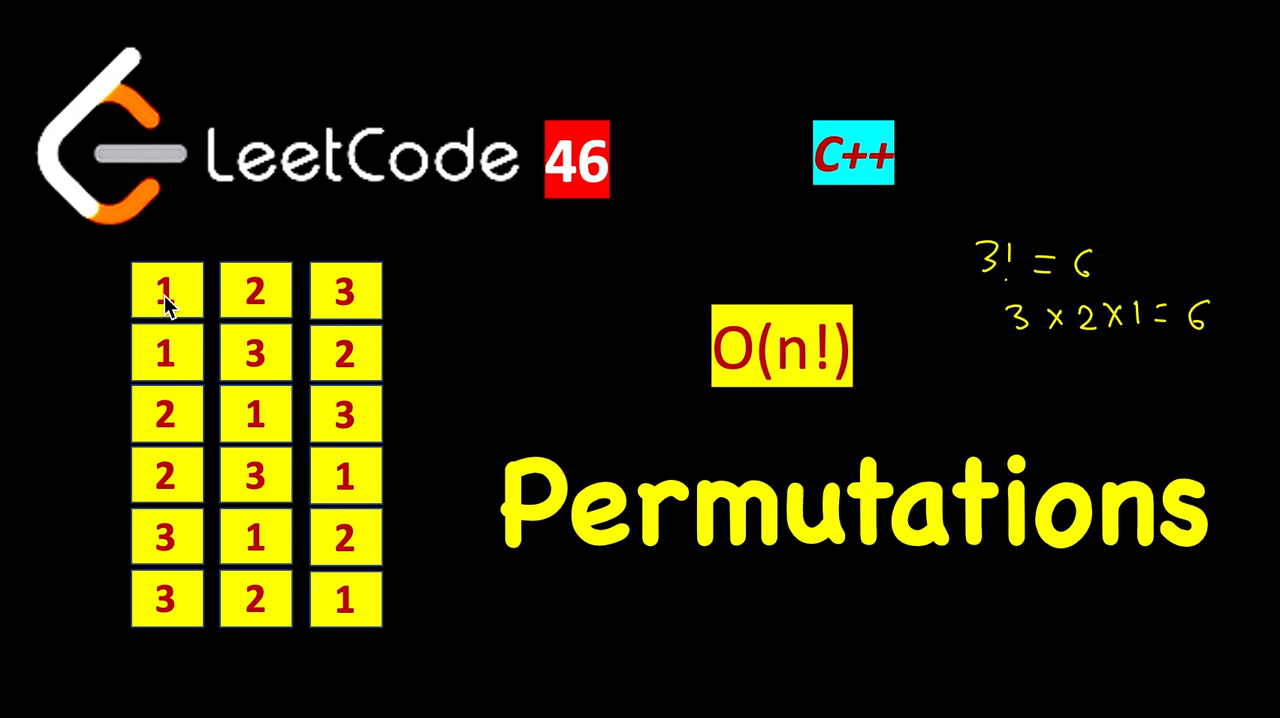 LeetCode 46
C++
3! = 6
3 × 2 × 1 = 6
O(n!)
Permutations
1 2 3
1 3 2
2 1 3
2 3 1
3 1 2
3 2 1